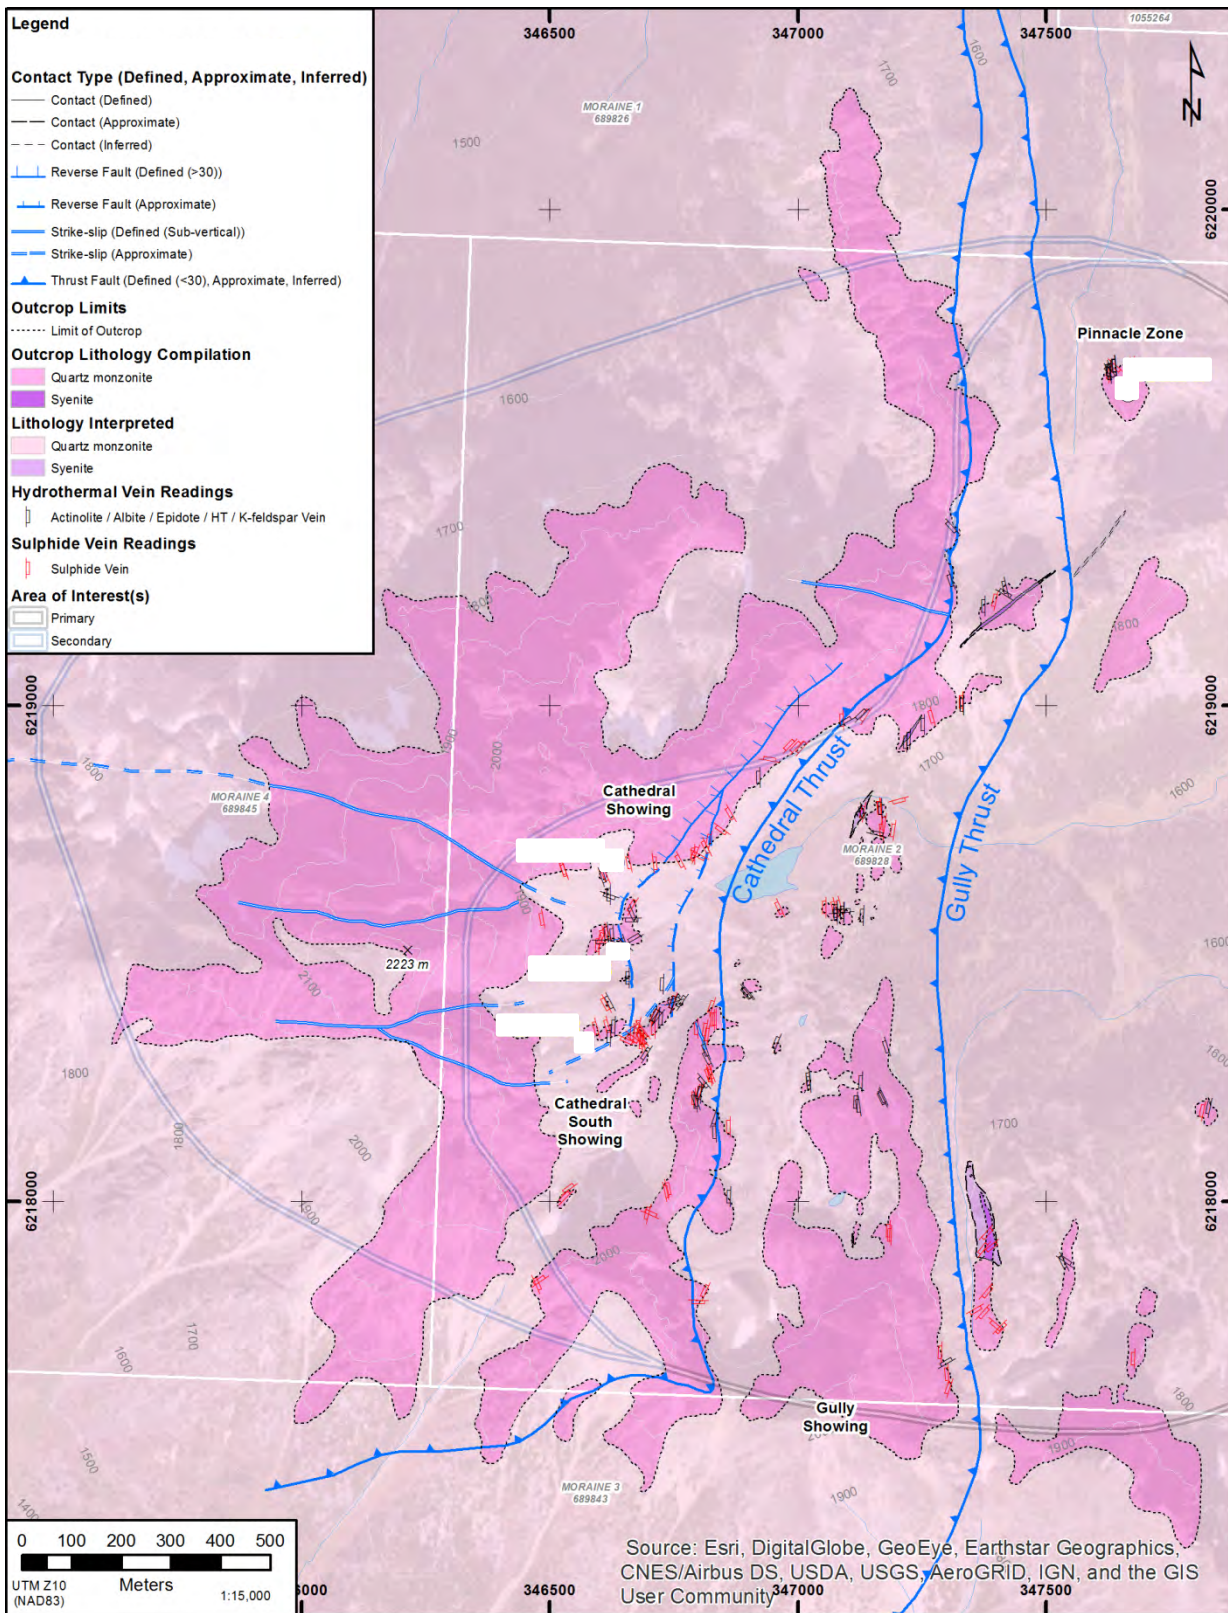 Legend
Contact Type (Defined, Approximate, Inferred)
Contact (Defined)
Contact (Approximate)
Contact (Inferred)
Reverse Fault (Defined (>30))
Reverse Fault (Approximate)
Strike-slip (Defined (Sub-vertical))
Strike-slip (Approximate)
Thrust Fault (Defined (<30), Approximate, Inferred)
Outcrop Limits
Limit of Outcrop
Outcrop Lithology Compilation
Quartz monzonite
Syenite
Lithology Interpreted
Quartz monzonite
Syenite
Hydrothermal Vein Readings
Actinolite / Albite / Epidote / HT / K-feldspar Vein
Sulphide Vein Readings
Sulphide Vein
Area of Interest(s)
Primary
Secondary
346500
347000
347500
1055264
N
1600
1700
MORAINE 1
689826
1500
6220000
6220000
Pinnacle Zone
1600
1700
1800
1800
6219000
6219000
1800
1700
2000
1800
MORAINE 4
689845
Cathedral
Showing
Cathedral Thrust
MORAINE 2
689828
Gully Thrust
1600
1600
2223 m
2100
1800
1800
1600
Cathedral
South
Showing
1700
2000
1900
6218000
6218000
2000
1700
1600
Gully
Showing
1800
1900
1500
1400
MORAINE 3
689843
1900
0 100 200 300 400 500
Meters
UTM Z10
(NAD83)
1:15,000
6000
346500
347000
347500
Source: Esri, DigitalGlobe, GeoEye, Earthstar Geographics,
CNES/Airbus DS, USDA, USGS, AeroGRID, IGN, and the GIS
User Community